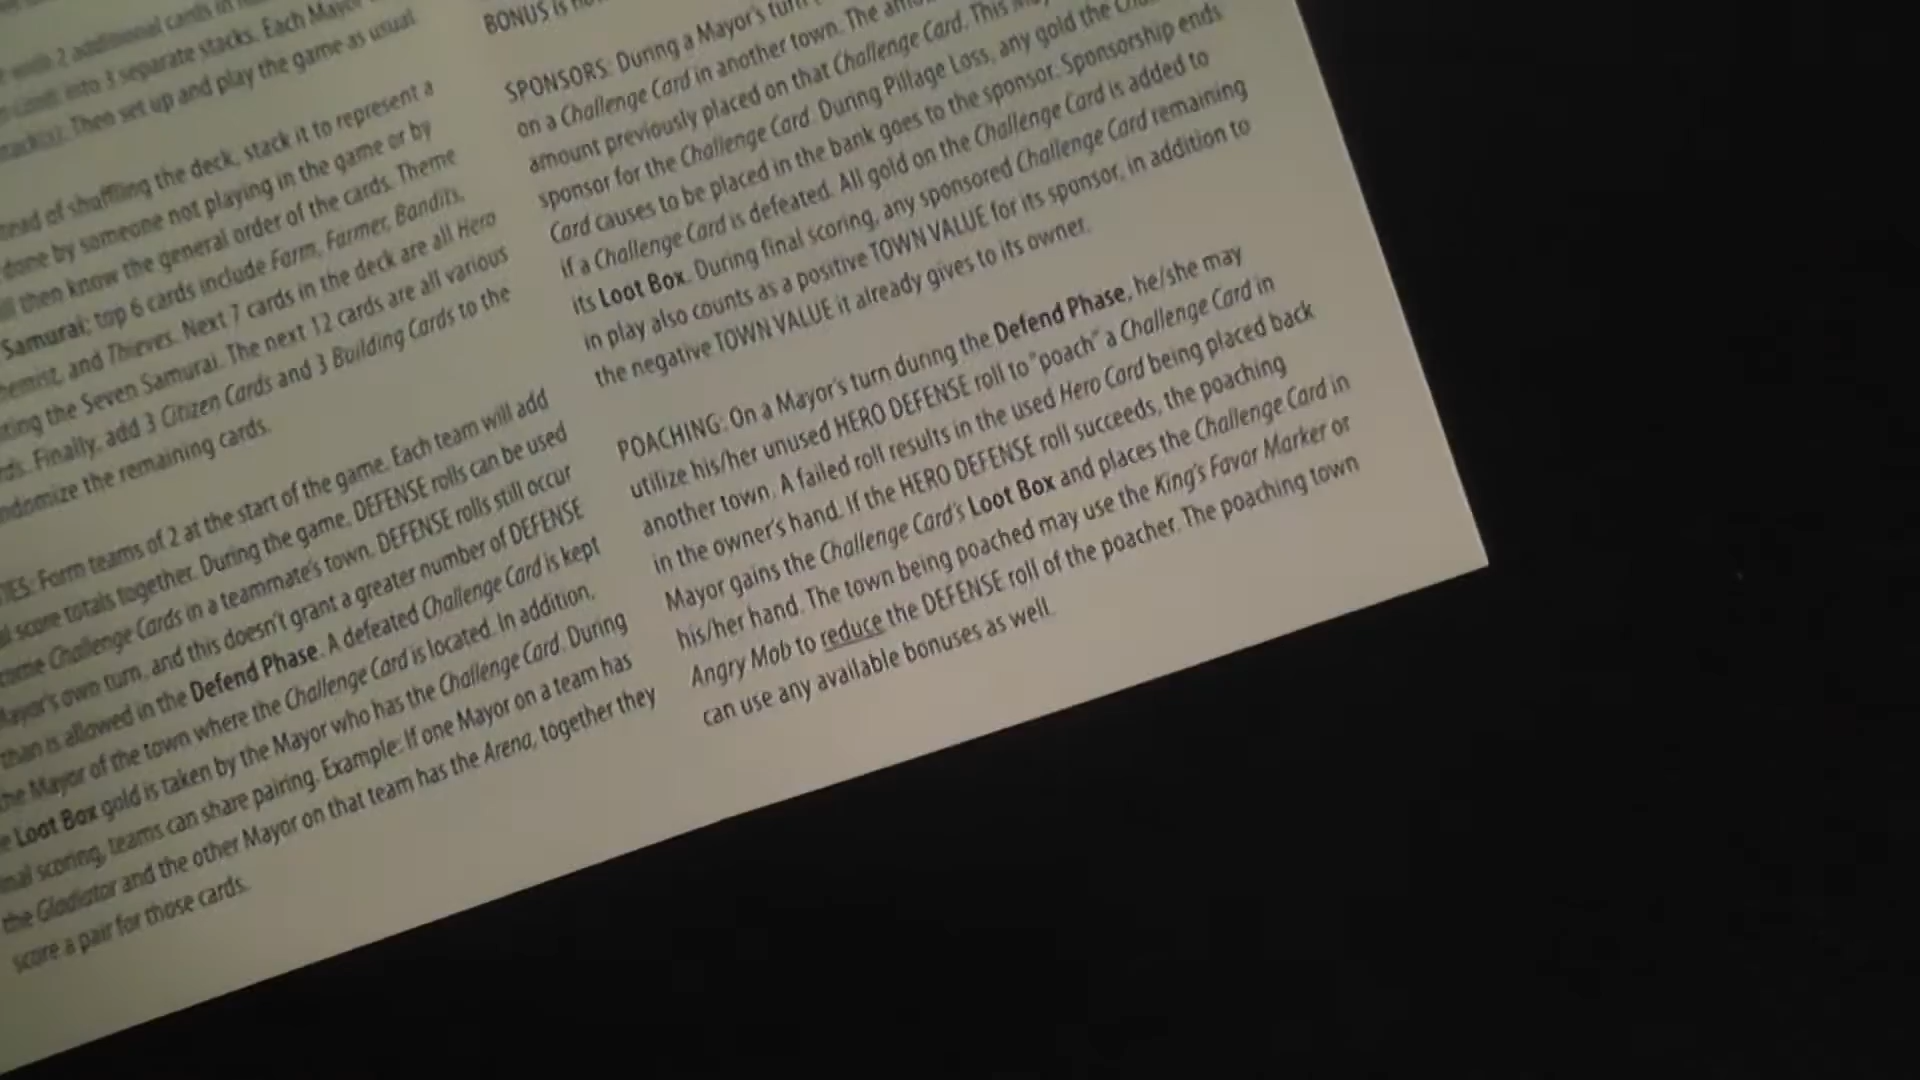 with 2 additional cards in
into 3 separate stacks. Each Mayor
Then set up and play the game as usual.
of shuffling the deck, stack it to represent a
done by someone not playing in the game or by
then know the general order of the cards. Theme
Samurai; top 6 cards include Farm, Farmer, Bandits,
and Thieves. Next 7 cards in the deck are all Hero
the Seven Samurai. The next 12 cards are all various
Finally, add 3 Citizen Cards and 3 Building Cards to the
the remaining cards.
Form teams of 2 at the start of the game. Each team will add
score totals together. During the game, DEFENSE rolls can be used
Challenge Cards in a teammate's town. DEFENSE rolls still occur
Mayor's own turn, and this doesn't grant a greater number of DEFENSE
than is allowed in the Defend Phase. A defeated Challenge Card is kept
the Mayor of the town where the Challenge Card is located. In addition,
Loot Box gold is taken by the Mayor who has the Challenge Card. During
scoring, teams can share pairing. Example: If one Mayor on a team has
the Gladiator and the other Mayor on that team has the Arena, together they
score a pair for those cards.
BONUS is
SPONSORS: During a Mayor's turn
on a Challenge Card in another town. The
amount previously placed on that Challenge Card. This
sponsor for the Challenge Card. During Pillage Loss, any gold the
Card causes to be placed in the bank goes to the sponsor. Sponsorship ends
if a Challenge Card is defeated. All gold on the Challenge Card is added to
its Loot Box. During final scoring, any sponsored Challenge Card remaining
in play also counts as a positive TOWN VALUE for its sponsor, in addition to
the negative TOWN VALUE it already gives to its owner.
POACHING: On a Mayor's turn during the Defend Phase, he/she may
utilize his/her unused HERO DEFENSE roll to "poach" a Challenge Card in
another town. A failed roll results in the used Hero Card being placed back
in the owner's hand. If the HERO DEFENSE roll succeeds, the poaching
Mayor gains the Challenge Card's Loot Box and places the Challenge Card in
his/her hand. The town being poached may use the King's Favor Marker or
Angry Mob to reduce the DEFENSE roll of the poacher. The poaching town
can use any available bonuses as well.